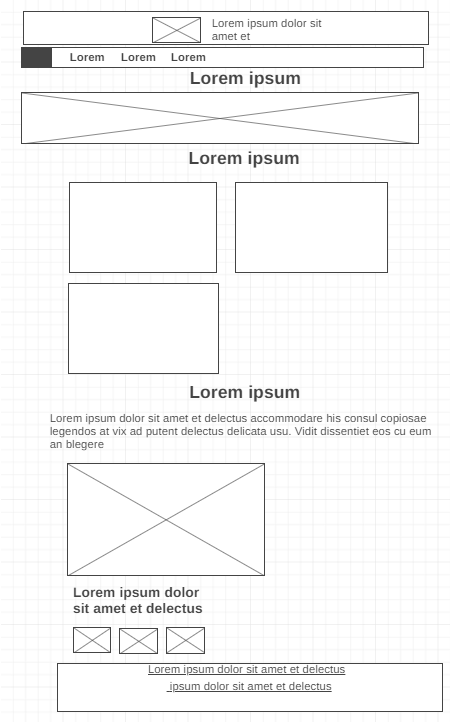 Lorem ipsum dolor sit
amet et
Lorem Lorem Lorem
Lorem ipsum
Lorem ipsum
Lorem ipsum
Lorem ipsum dolor sit amet et delectus accommodare his consul copiosae
legendos at vix ad putent delectus delicata usu. Vidit dissentiet eos cu eum
an blegere
Lorem ipsum dolor
sit amet et delectus
Lorem ipsum dolor sit amet et delectus
ipsum dolor sit amet et delectus